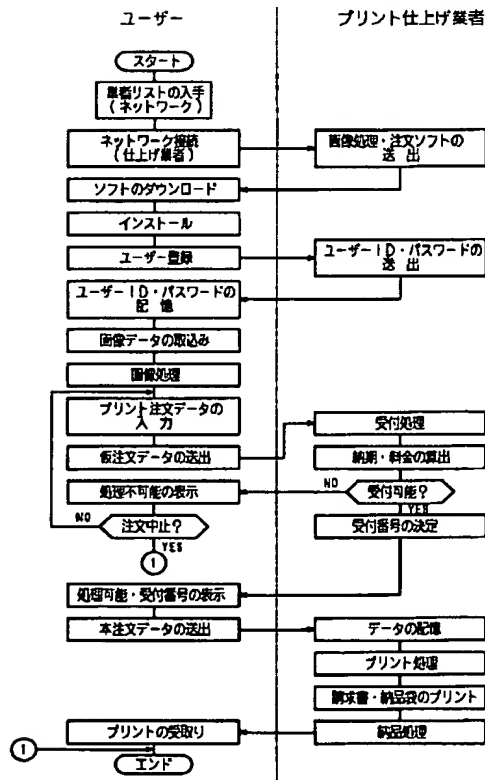 ユーザー
プリント仕上げ業者
スタート
業者リストの入手
(ネットワーク)
ネットワーク接続
(仕上げ業者)
画像処理・注文ソフトの
送 出
ソフトのダウンロード
インストール
ユーザー登録
ユーザーID・パスワードの
送 出
ユーザーID・パスワードの
記 憶
画像データの取込み
画像処理
プリント注文データの
入 力
受付処理
仮注文データの送出
納期・料金の算出
処理不可能の表示
NO
受付可能?
YES
NO
注文中止?
YES
受付番号の決定
1
処理可能・受付番号の表示
本注文データの送出
データの記憶
プリント処理
請求書・納品袋のプリント
プリントの受取り
納品処理
1
エンド